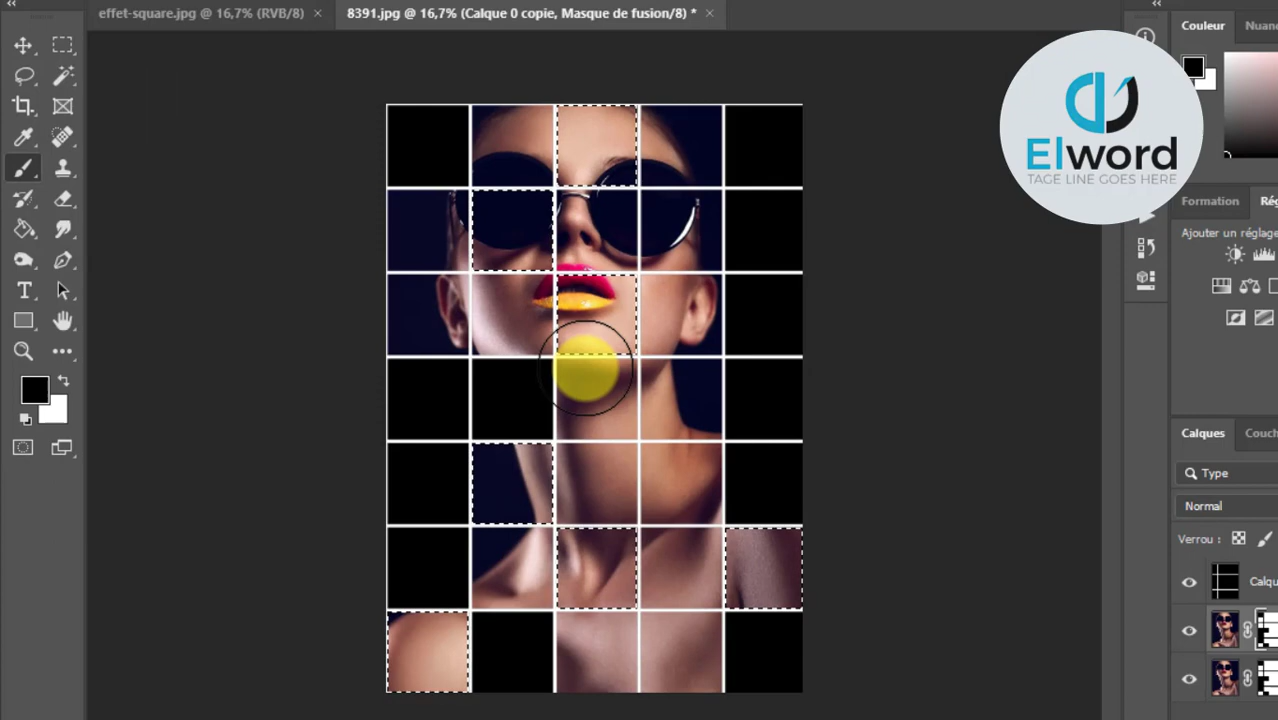 effet-square.jpg @ 16,7% (RVB/8) ×
8391.jpg @ 16,7% (Calque 0 copie, Masque de fusion/8) * ×
Couleur
Nuan
Elword
TAGE LINE GOES HERE
Formation
Rég
Ajouter un réglage
Calques
Couch
Type
Normal
Verrou :
Calqu